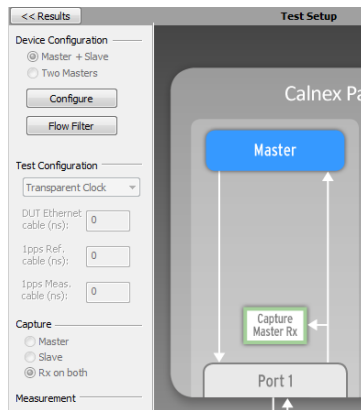 << Results
Test Setup
Device Configuration
Master + Slave
Two Masters
Configure
Flow Filter
Test Configuration
Transparent Clock
DUT Ethernet
cable (ns):
0
1pps Ref.
cable (ns):
0
1pps Meas.
cable (ns):
0
Capture
Master
Slave
Rx on both
Measurement
Calnex Pa
Master
Capture
Master Rx
Port 1